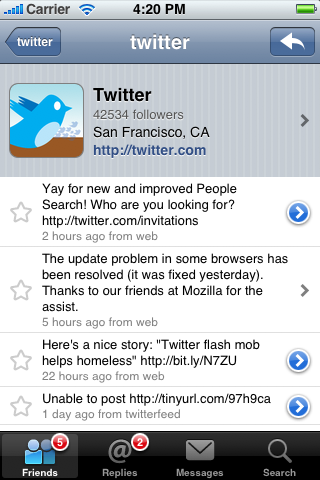 Carrier 4:20 PM
twitter twitter
Twitter
42534 followers
San Francisco, CA
http://twitter.com
Yay for new and improved People
Search! Who are you looking for?
http://twitter.com/invitations
2 hours ago from web
The update problem in some browsers has
been resolved (it was fixed yesterday).
Thanks to our friends at Mozilla for the
assist.
5 hours ago from web
Here's a nice story: "Twitter flash mob
helps homeless" http://bit.ly/N7ZU
22 hours ago from web
Unable to post http://tinyurl.com/97h9ca
1 day ago from twitterfeed
5 2
Friends Replies Messages Search